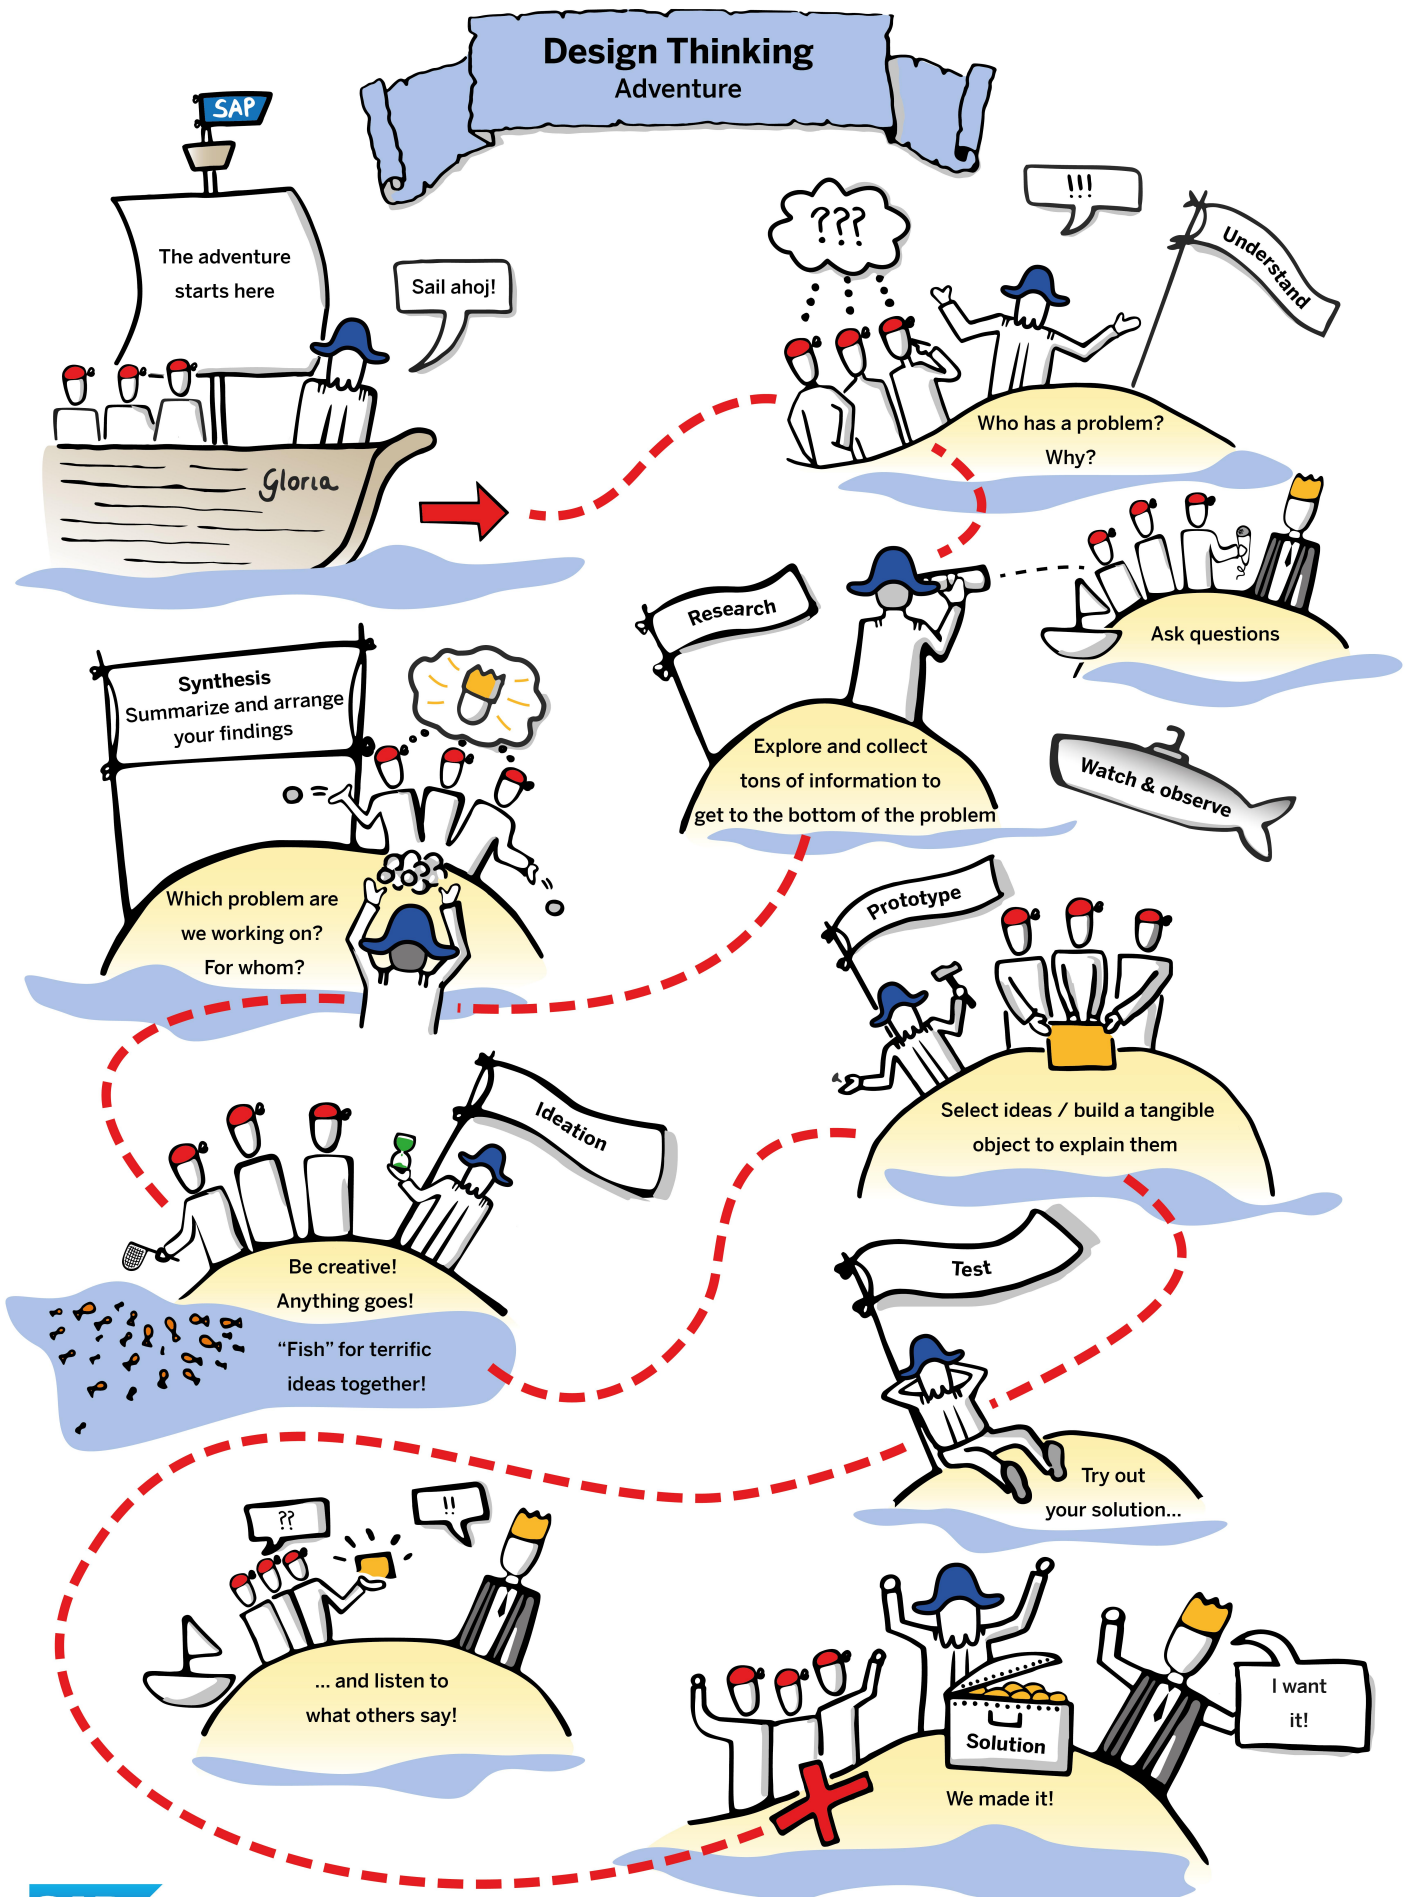 Design Thinking
Adventure
SAP
The adventure
starts here
Sail ahoj!
Gloria
???
!!!
Understand
Who has a problem?
Why?
Research
Explore and collect
tons of information to
get to the bottom of the problem
Ask questions
Watch & observe
Synthesis
Summarize and arrange
your findings
Which problem are
we working on?
For whom?
Ideation
Be creative!
Anything goes!
“Fish” for terrific
ideas together!
Prototype
Select ideas / build a tangible
object to explain them
Test
Try out
your solution...
??
!!
... and listen to
what others say!
Solution
We made it!
I want
it!